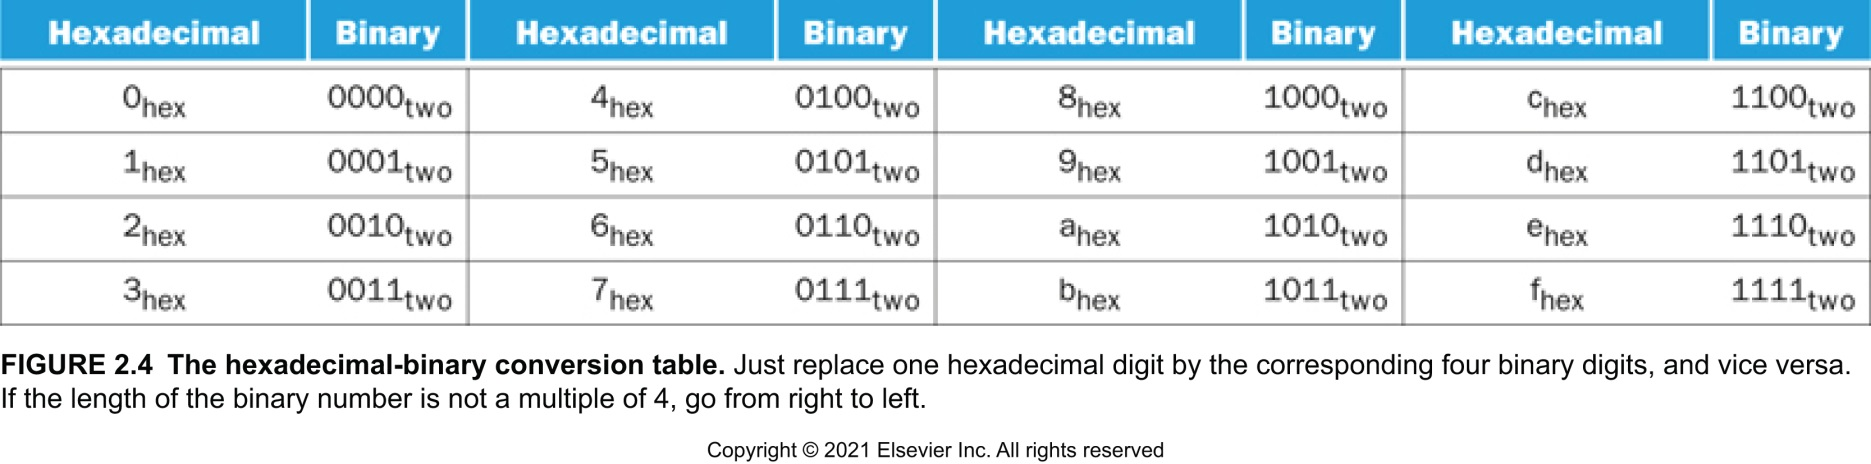 Hexadecimal Binary Hexadecimal Binary Hexadecimal Binary Hexadecimal Binary
0hex 0000two 4hex 0100two 8hex 1000two chex 1100two
1hex 0001two 5hex 0101two 9hex 1001two dhex 1101two
2hex 0010two 6hex 0110two ahex 1010two ehex 1110two
3hex 0011two 7hex 0111two bhex 1011two fhex 1111two
FIGURE 2.4 The hexadecimal-binary conversion table. Just replace one hexadecimal digit by the corresponding four binary digits, and vice versa.
If the length of the binary number is not a multiple of 4, go from right to left.
Copyright © 2021 Elsevier Inc. All rights reserved